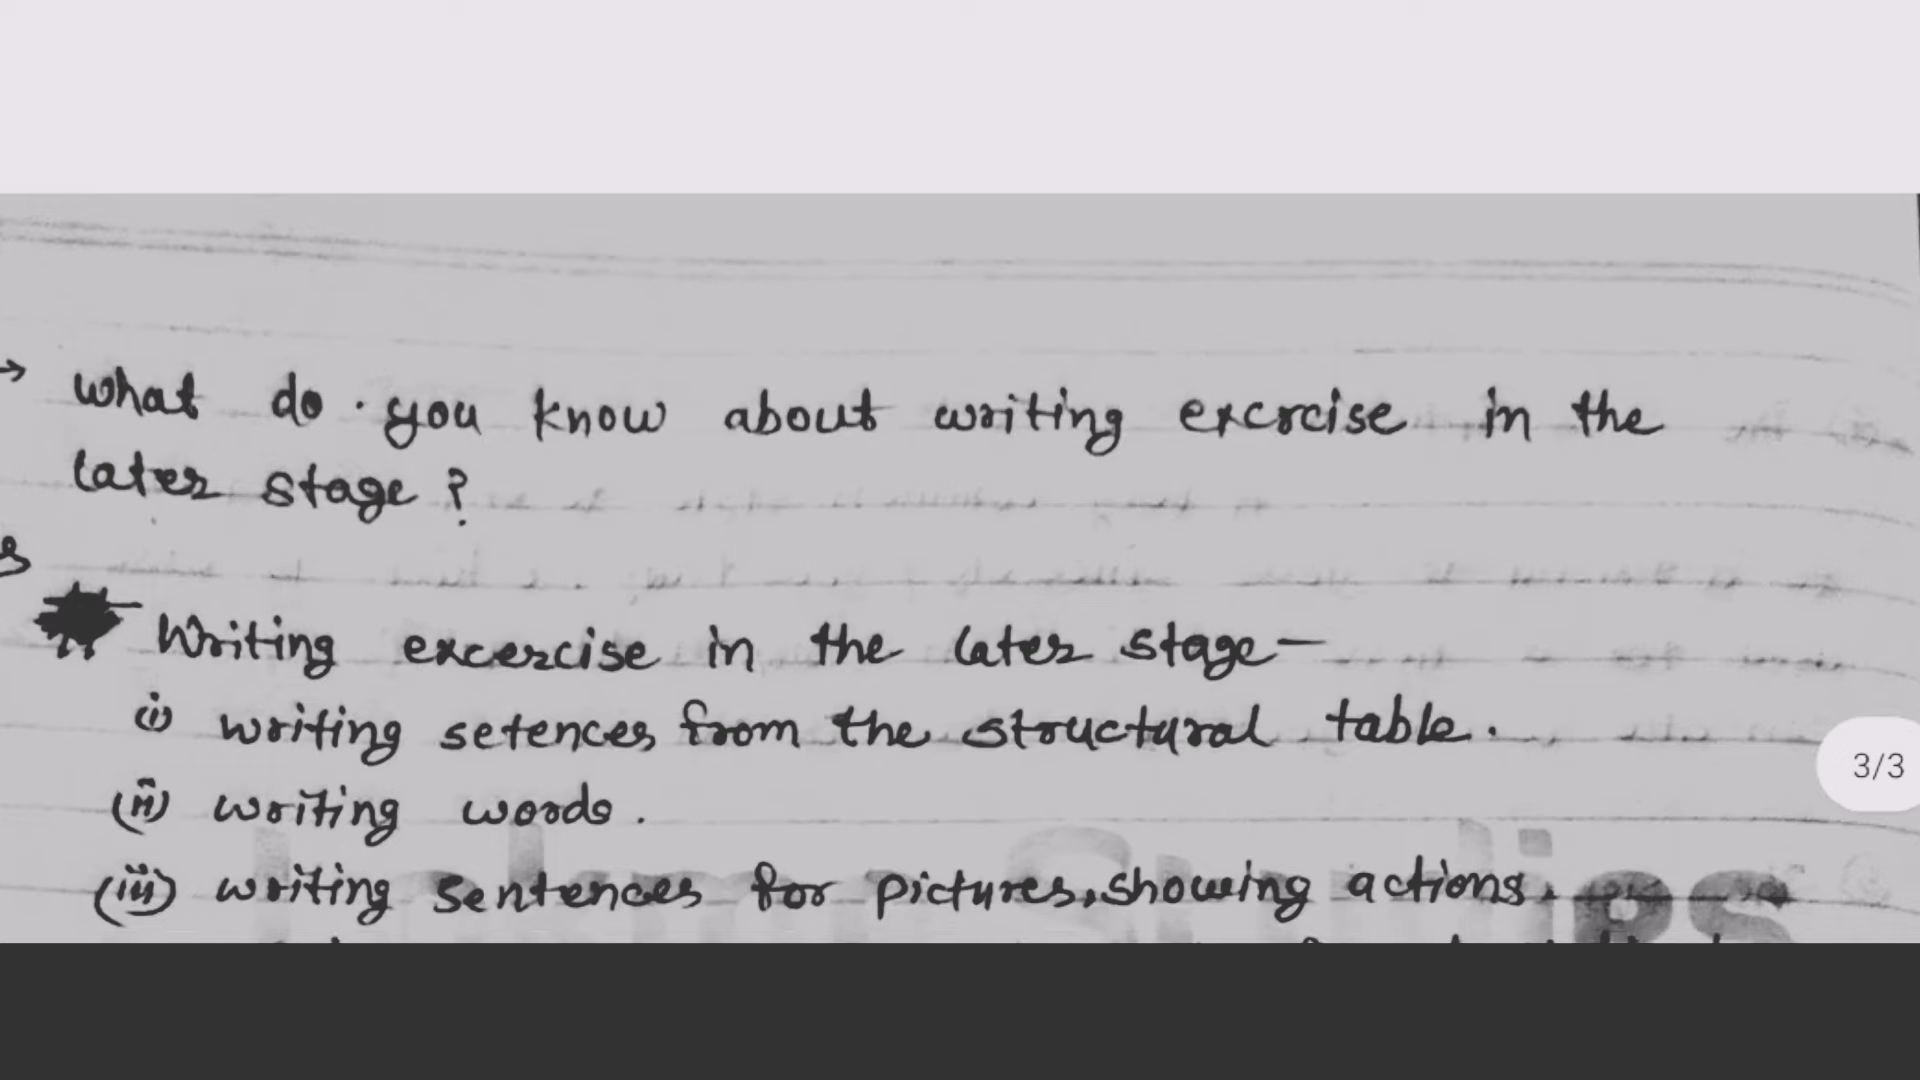 → what do . you know about writing excrcise in the
later stage ?
Writing excercise in the later stage —
(i) writing setences from the structural table .
(ii) writing words .
(iii) writing sentences for pictures, showing actions .
3/3